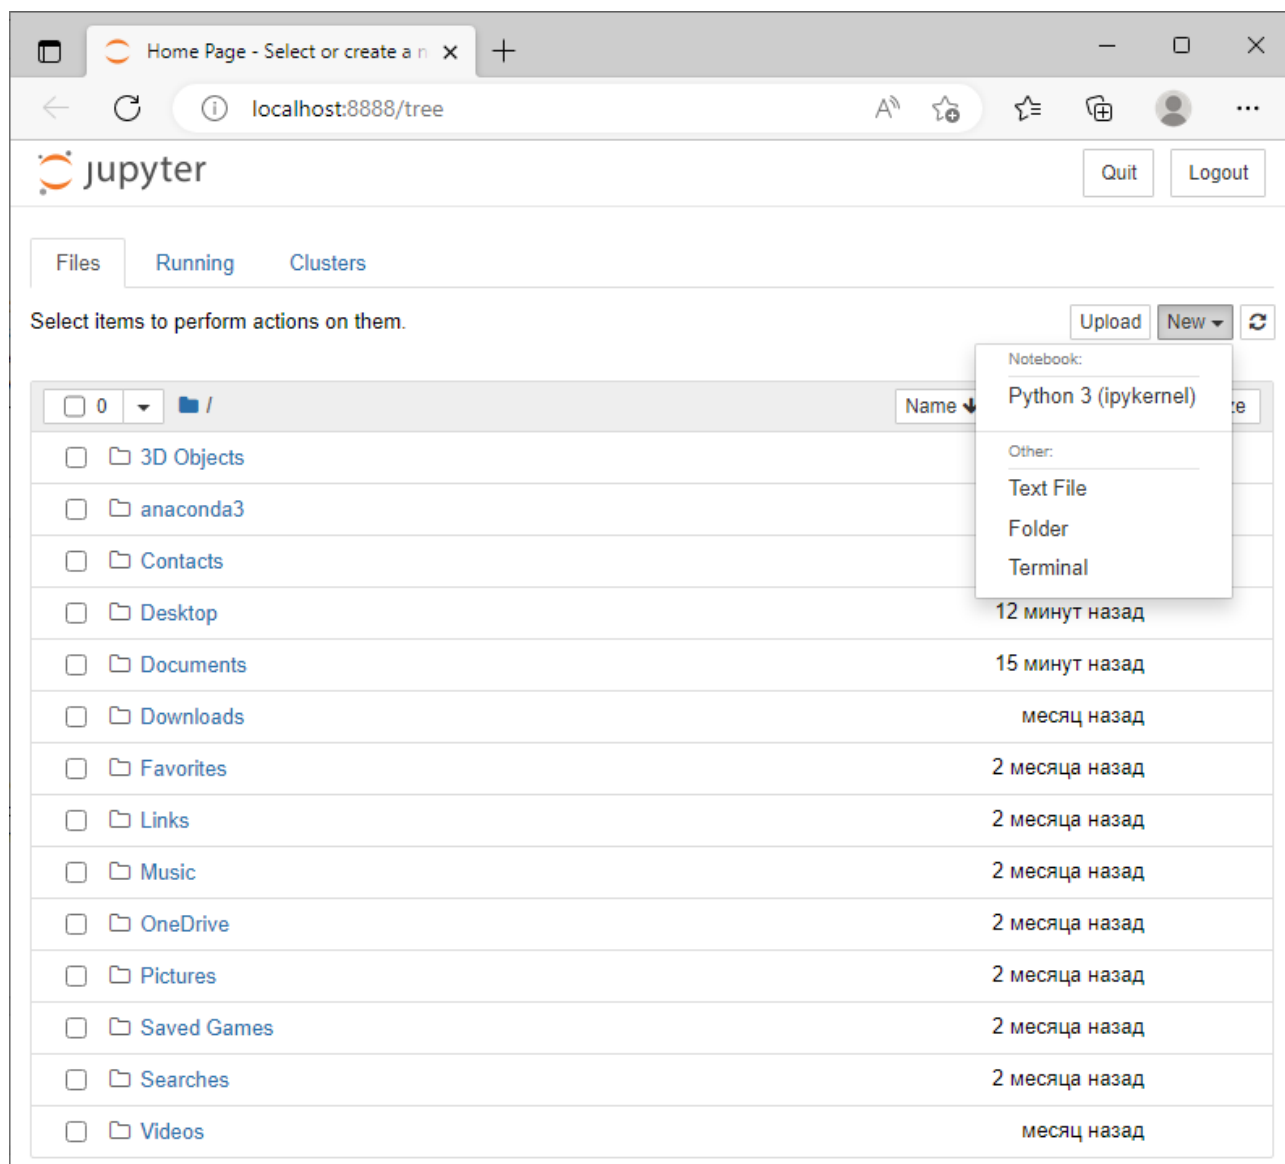 Home Page - Select or create a n
localhost:8888/tree
jupyter
Quit Logout
Files Running Clusters
Select items to perform actions on them.
Upload New
Notebook:
0 / Name
Python 3 (ipykernel)
3D Objects
Other:
anaconda3
Text File
Folder
Contacts
Terminal
Desktop 12 минут назад
Documents 15 минут назад
Downloads месяц назад
Favorites 2 месяца назад
Links 2 месяца назад
Music 2 месяца назад
OneDrive 2 месяца назад
Pictures 2 месяца назад
Saved Games 2 месяца назад
Searches 2 месяца назад
Videos месяц назад